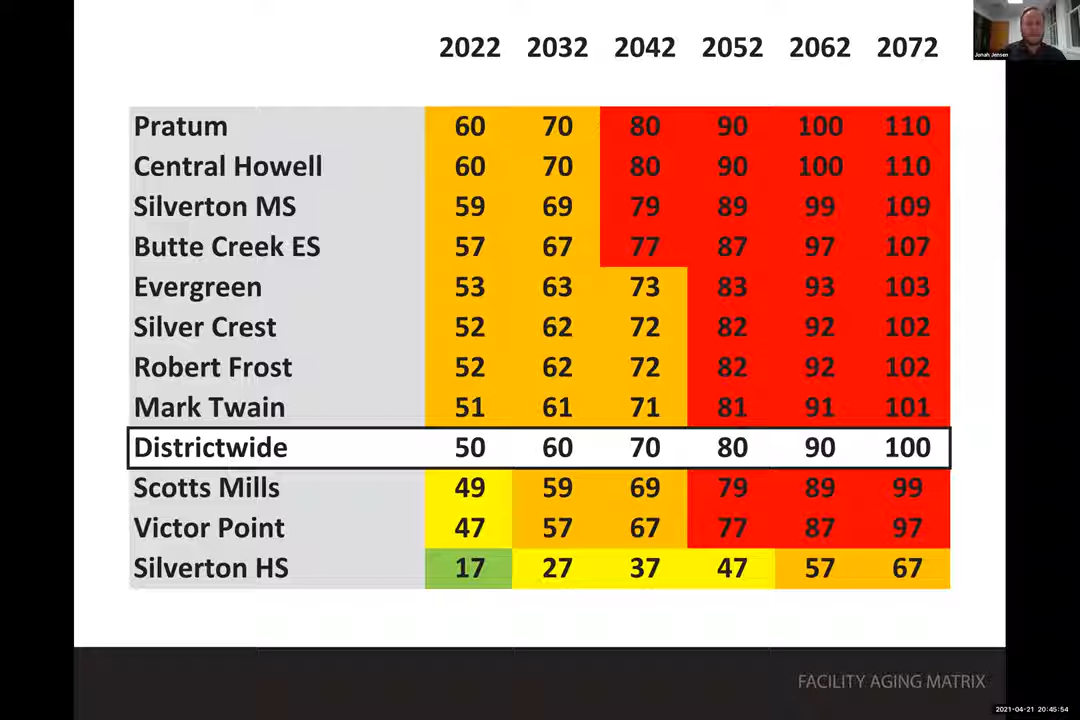 Jonah Jensen
2022 2032 2042 2052 2062 2072
Pratum 60 70 80 90 100 110
Central Howell 60 70 80 90 100 110
Silverton MS 59 69 79 89 99 109
Butte Creek ES 57 67 77 87 97 107
Evergreen 53 63 73 83 93 103
Silver Crest 52 62 72 82 92 102
Robert Frost 52 62 72 82 92 102
Mark Twain 51 61 71 81 91 101
Districtwide 50 60 70 80 90 100
Scotts Mills 49 59 69 79 89 99
Victor Point 47 57 67 77 87 97
Silverton HS 17 27 37 47 57 67
FACILITY AGING MATRIX
2021-04-21 20:45:54